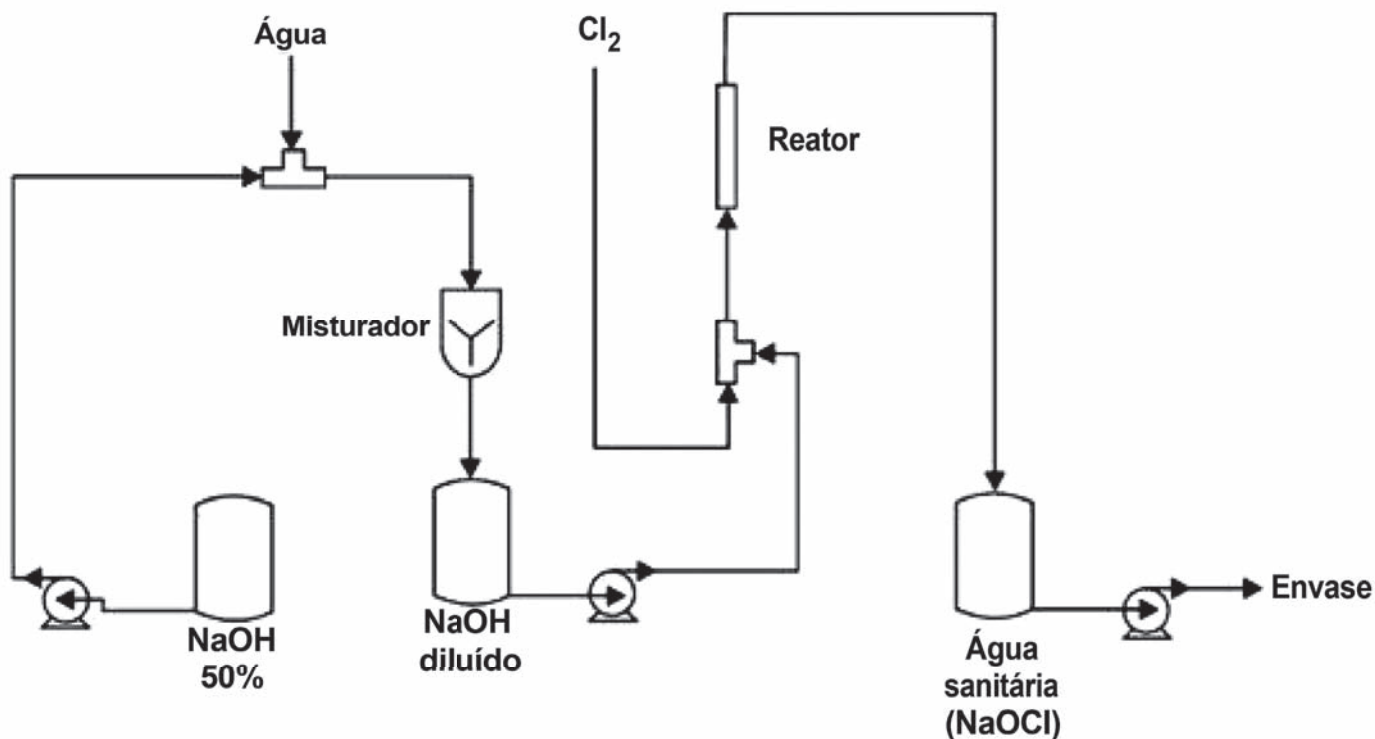 Água
Cl₂
Reator
Misturador
NaOH
50%
NaOH
diluído
Envase
Água
sanitária
(NaOCl)